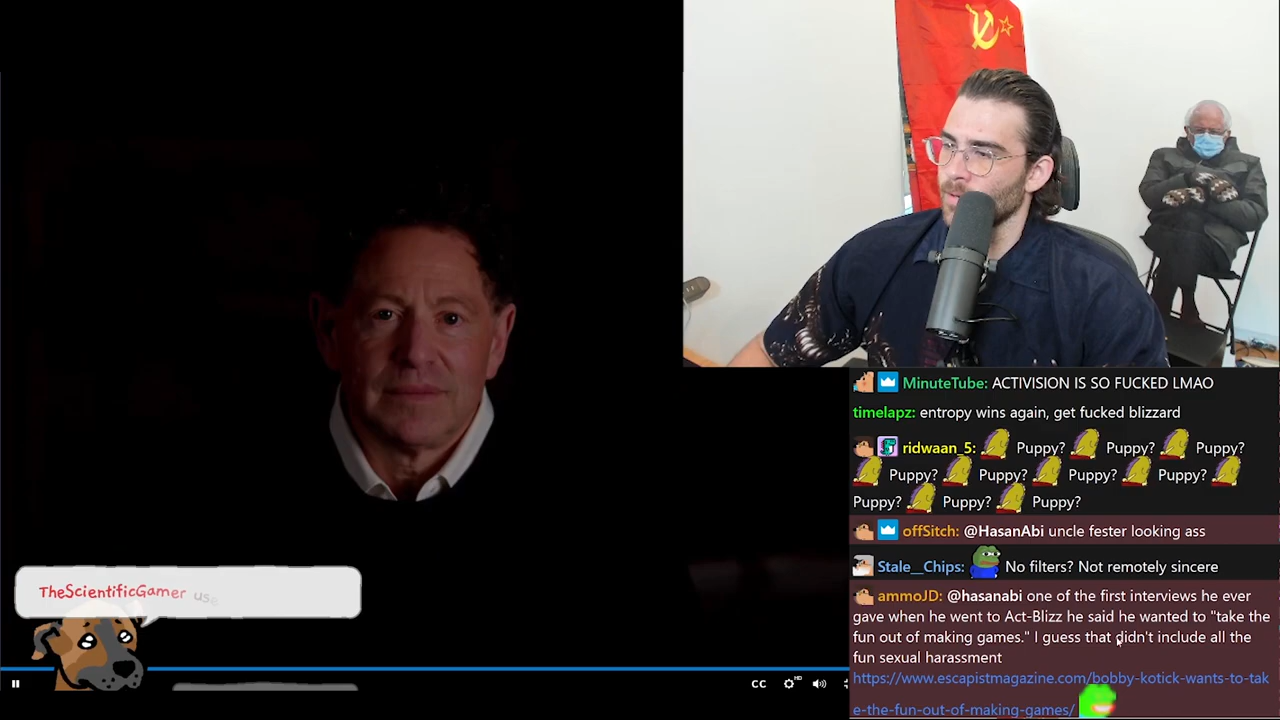 MinuteTube: ACTIVISION IS SO FUCKED LMAO
timelapz: entropy wins again, get fucked blizzard
ridwaan_5: Puppy? Puppy? Puppy?
Puppy? Puppy? Puppy? Puppy?
Puppy? Puppy? Puppy?
offSitch: @HasanAbi uncle fester looking ass
Stale__Chips: No filters? Not remotely sincere
ammoJD: @hasanabi one of the first interviews he ever
gave when he went to Act-Blizz he said he wanted to "take the
fun out of making games." I guess that didn't include all the
fun sexual harassment
https://www.escapistmagazine.com/bobby-kotick-wants-to-tak
e-the-fun-out-of-making-games/
TheScientificGamer use
CC
HD